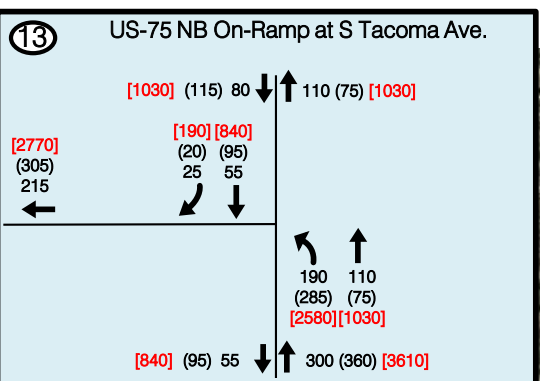 13 US-75 NB On-Ramp at S Tacoma Ave.
[1030] (115) 80 110 (75) [1030]
[190] [840]
[2770] (20) (95)
(305) 25 55
215
190 110
(285) (75)
[2580] [1030]
[840] (95) 55 300 (360) [3610]